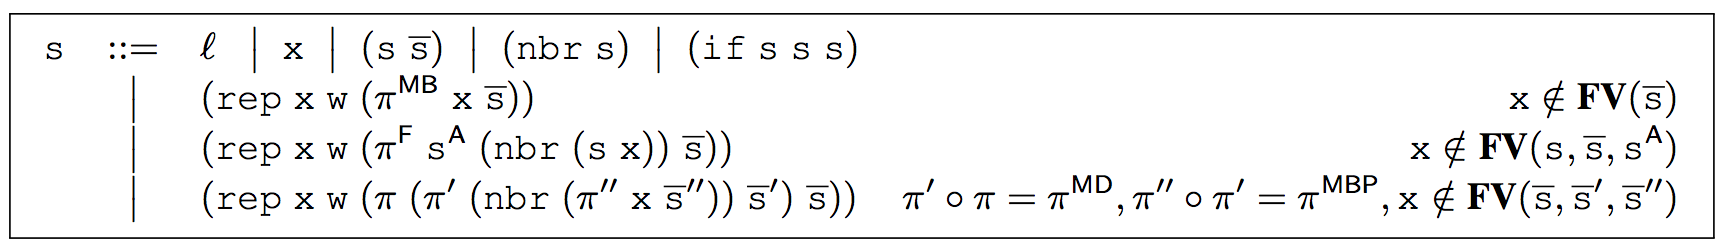 s ::= ℓ | x | (s s̅) | (nbr s) | (if s s s)
| (rep x w (π^MB x s̅)) x ∉ FV(s̅)
| (rep x w (π^F s^A (nbr (s x)) s̅)) x ∉ FV(s, s̅, s^A)
| (rep x w (π (π′ (nbr (π″ x s̅″)) s̅′) s̅)) π′ ∘ π = π^MD, π″ ∘ π′ = π^MBP, x ∉ FV(s̅, s̅′, s̅″)